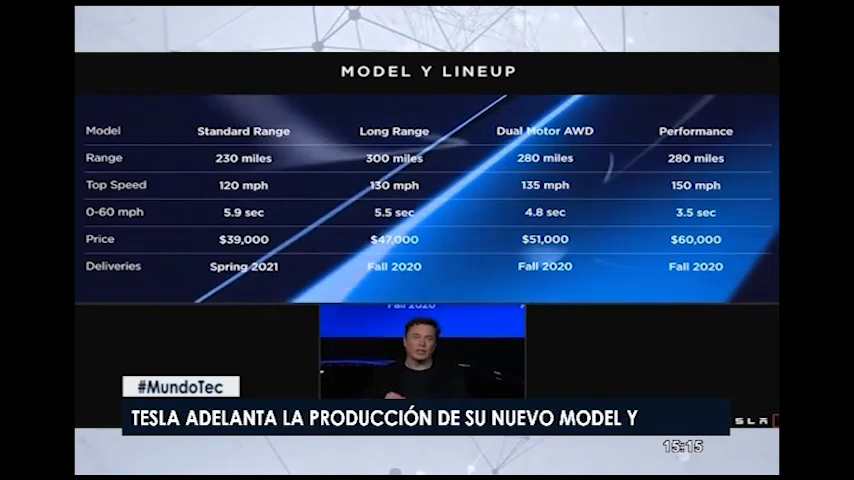 MODEL Y LINEUP
Model Standard Range Long Range Dual Motor AWD Performance
Range 230 miles 300 miles 280 miles 280 miles
Top Speed 120 mph 130 mph 135 mph 150 mph
0-60 mph 5.9 sec 5.5 sec 4.8 sec 3.5 sec
Price $39,000 $47,000 $51,000 $60,000
Deliveries Spring 2021 Fall 2020 Fall 2020 Fall 2020
Fall 2020
#MundoTec
TESLA ADELANTA LA PRODUCCIÓN DE SU NUEVO MODEL Y
SLA
15:15